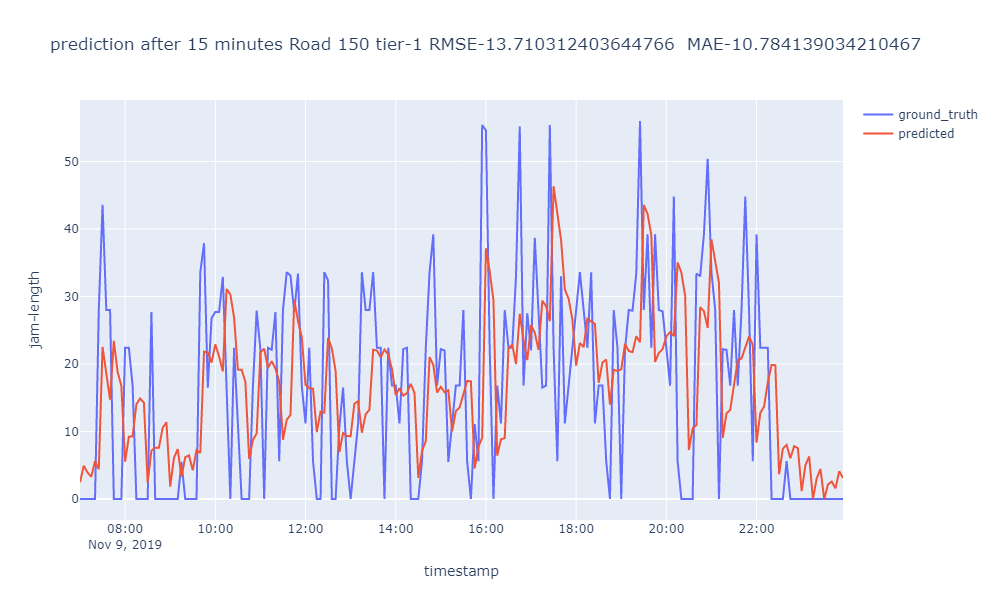 prediction after 15 minutes Road 150 tier-1 RMSE-13.710312403644766 MAE-10.784139034210467
ground_truth
predicted
50
40
30
20
10
0
jam-length
08:00 10:00 12:00 14:00 16:00 18:00 20:00 22:00
Nov 9, 2019
timestamp